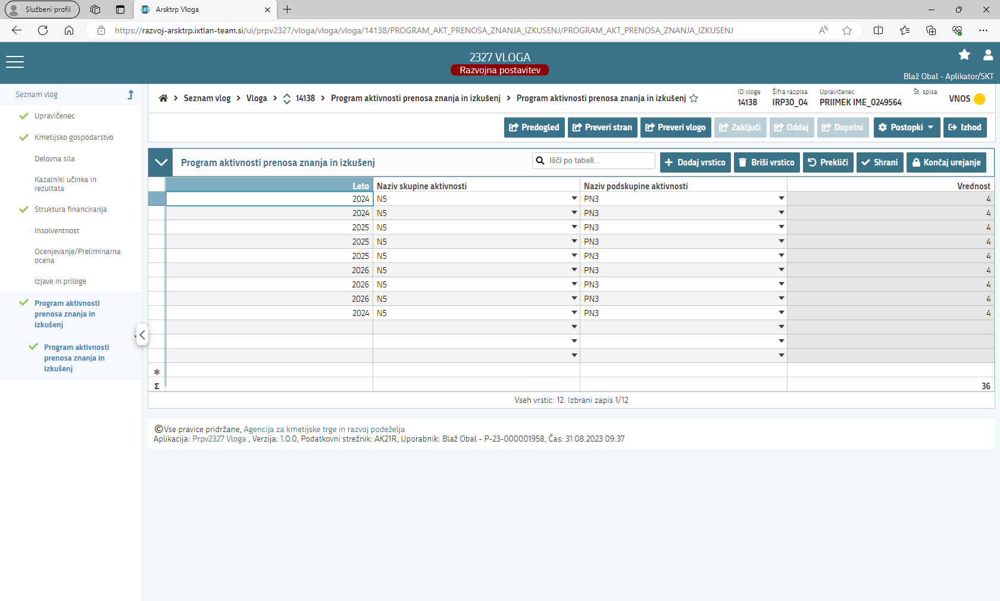 Službeni profil
Arsktrp Vloga
https://razvoj-arsktrp.ixtlan-team.si/ui/prpv2327/vloga/vloga/vloga/14138/PROGRAM_AKT_PRENOSA_ZNANJA_IZKUSENJ/PROGRAM_AKT_PRENOSA_ZNANJA_IZKUSENJ
2327 VLOGA
Razvojna postavitev
Blaž Obal - Aplikator/SKT
Seznam vlog
Upravičenec
Kmetijsko gospodarstvo
Delovna sila
Kazalniki učinka in
rezultata
Struktura financiranja
Insolventnost
Ocenjevanje/Preliminarna
ocena
Izjave in priloge
Program aktivnosti
prenosa znanja in
izkušenj
Program aktivnosti
prenosa znanja in
izkušenj
Seznam vlog > Vloga > 14138 > Program aktivnosti prenosa znanja in izkušenj > Program aktivnosti prenosa znanja in izkušenj
ID vloge Šifra razpisa Upravičenec Št. spisa
14138 IRP30_04 PRIIMEK IME_0249564 VNOS
Predogled Preveri stran Preveri vlogo Zaključi Oddaj Dopolni Postopki Izhod
Program aktivnosti prenosa znanja in izkušenj Išči po tabeli... Dodaj vrstico Briši vrstico Prekliči Shrani Končaj urejanje
Leto Naziv skupine aktivnosti Naziv podskupine aktivnosti Vrednost
2024 N5 PN3 4
2024 N5 PN3 4
2025 N5 PN3 4
2025 N5 PN3 4
2025 N5 PN3 4
2026 N5 PN3 4
2026 N5 PN3 4
2026 N5 PN3 4
2024 N5 PN3 4
Σ 36
Vseh vrstic: 12. Izbrani zapis 1/12
©Vse pravice pridržane, Agencija za kmetijske trge in razvoj podeželja
Aplikacija: Prpv2327 Vloga , Verzija: 1.0.0, Podatkovni strežnik: AK21R, Uporabnik: Blaž Obal - P-23-000001958, Čas: 31.08.2023 09:37